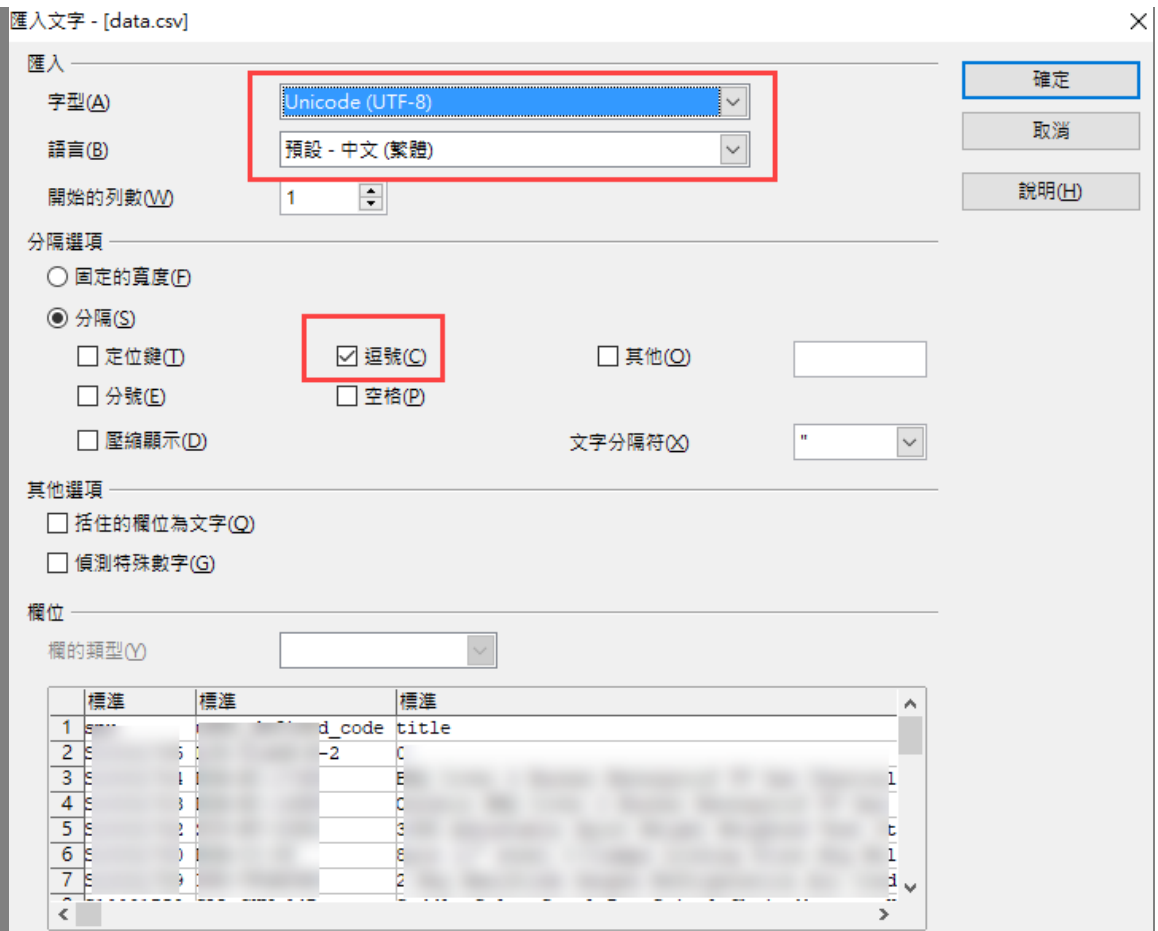 匯入文字 - [data.csv]
匯入
確定
字型(A) Unicode (UTF-8)
取消
語言(B) 預設 - 中文 (繁體)
開始的列數(W) 1
說明(H)
分隔選項
固定的寬度(F)
分隔(S)
定位鍵(T) 逗號(C) 其他(O)
分號(E) 空格(P)
壓縮顯示(D) 文字分隔符(X) "
其他選項
括住的欄位為文字(Q)
偵測特殊數字(G)
欄位
欄的類型(Y)
標準 標準 標準
1 title
2
3
4
5
6
7